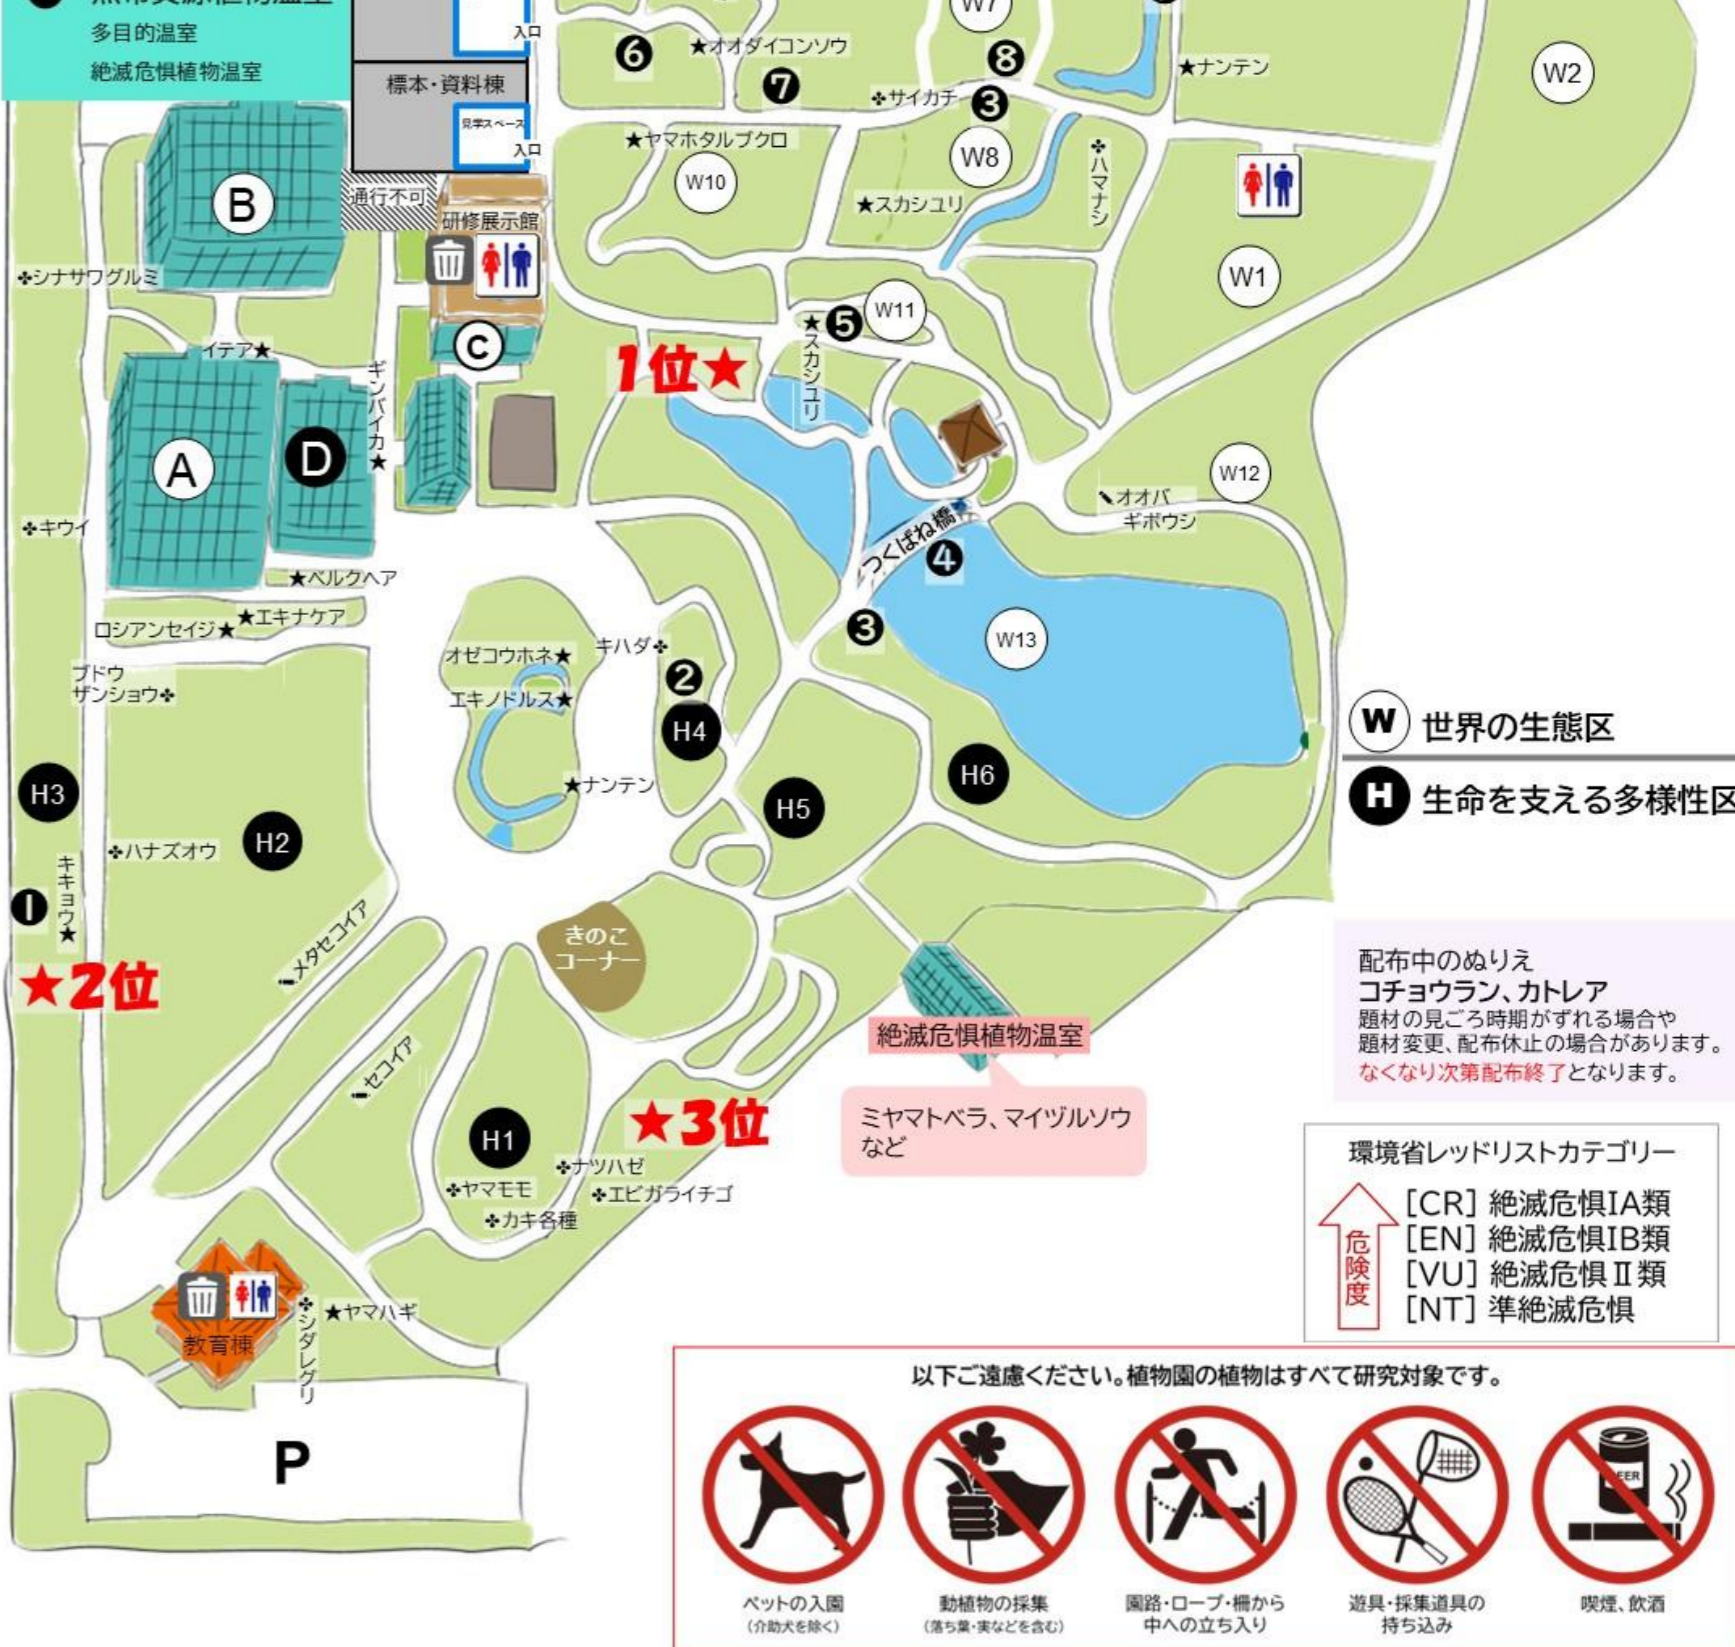 熱帯資源植物温室
多目的温室
絶滅危惧植物温室
入口
標本・資料棟
見学スペース
入口
通行不可
研修展示館
B
❻
★オオダイコンソウ
❼
W7
❽
✤サイカチ
❸
★ナンテン
W2
★ヤマホタルブクロ
W10
W8
✤ハマナシ
★スカシユリ
W1
✤シナサワグルミ
C
イテア★
ギンバイカ★
1位★
★スカシユリ
❺
W11
A
D
W12
オオバ
ギボウシ
✤キウイ
つくばね橋
❹
★ベルクヘア
ロシアンセイジ★
★エキナケア
❸
W13
オゼコウホネ★
キハダ✤
ブドウ
ザンショウ✤
エキノドルス★
❷
H4
W 世界の生態区
H 生命を支える多様性区
H3
★ナンテン
H5
H6
✤ハナズオウ
H2
❶
キキョウ★
メタセコイア
きのこ
コーナー
★2位
セコイア
絶滅危惧植物温室
ミヤマトベラ、マイヅルソウ
など
配布中のぬりえ
コチョウラン、カトレア
題材の見ごろ時期がずれる場合や
題材変更、配布休止の場合があります。
なくなり次第配布終了となります。
★3位
H1
✤ナツハゼ
✤ヤマモモ
✤エビガライチゴ
✤カキ各種
環境省レッドリストカテゴリー
危険度
[CR] 絶滅危惧IA類
[EN] 絶滅危惧IB類
[VU] 絶滅危惧Ⅱ類
[NT] 準絶滅危惧
教育棟
✤シダレグリ
★ヤマハギ
P
以下ご遠慮ください。植物園の植物はすべて研究対象です。
EER
ペットの入園
(介助犬を除く)
動植物の採集
(落ち葉・実などを含む)
園路・ロープ・柵から
中への立ち入り
遊具・採集道具の
持ち込み
喫煙、飲酒